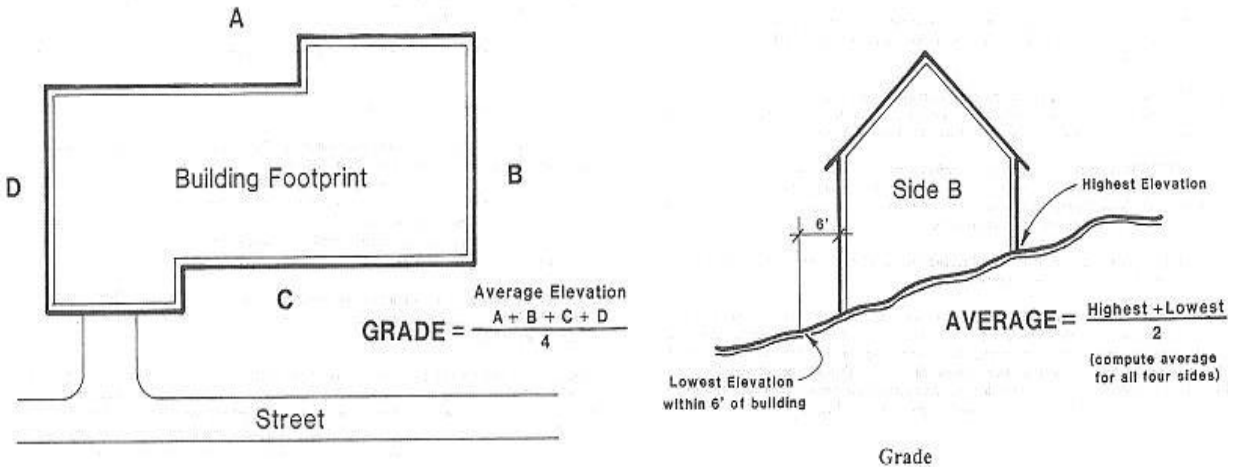 A
D
Building Footprint
B
C
Average Elevation
GRADE = A + B + C + D
4
Street
Side B
6'
Highest Elevation
Lowest Elevation
within 6' of building
AVERAGE = Highest + Lowest
2
(compute average
for all four sides)
Grade